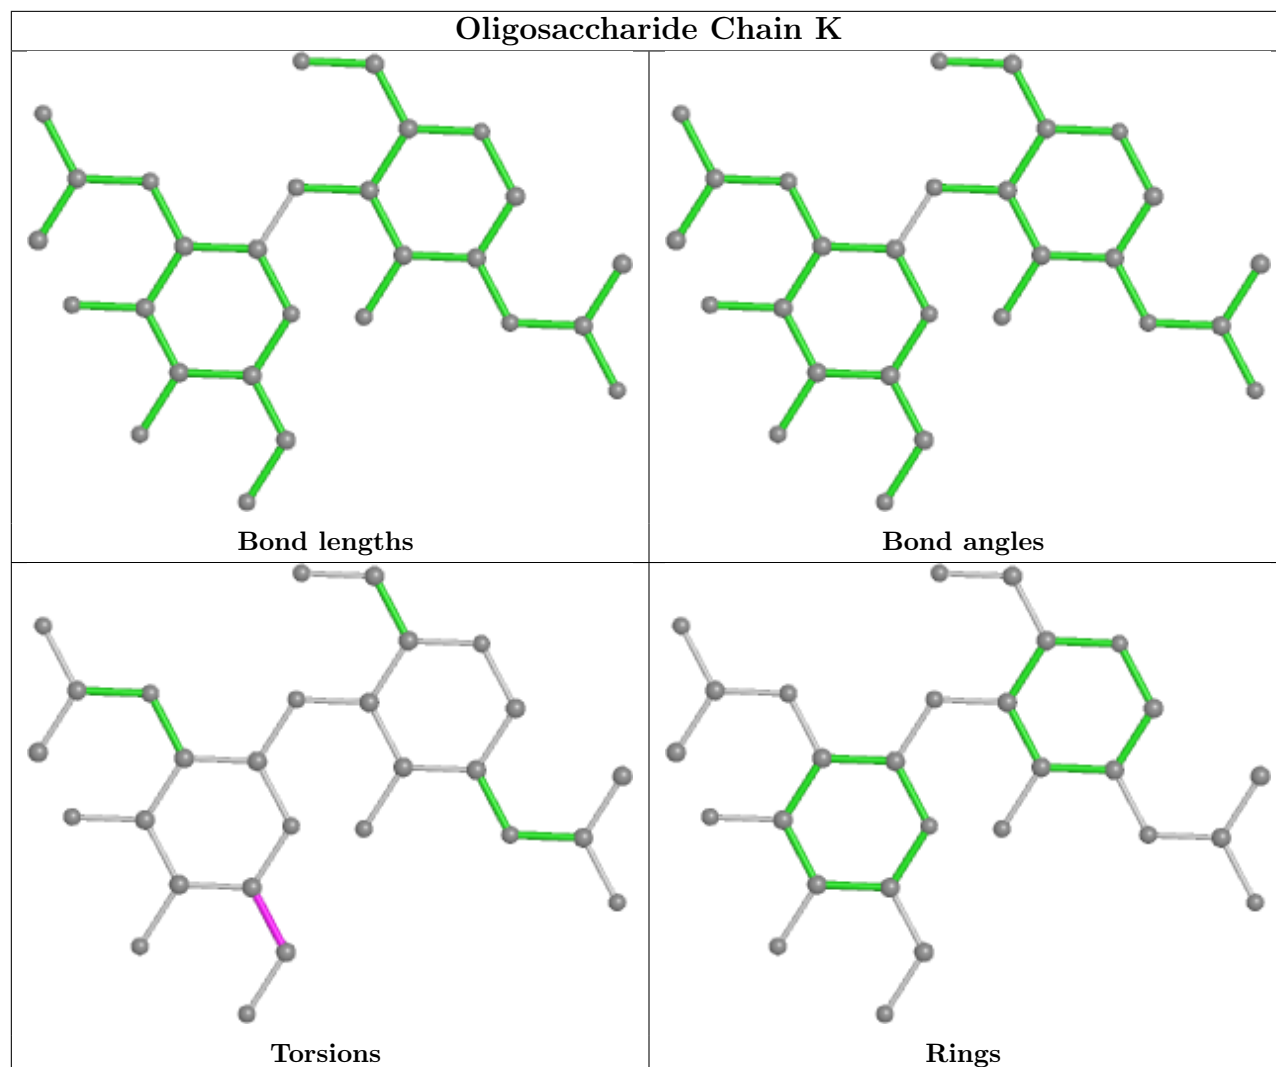 Oligosaccharide Chain K
Bond lengths
Bond angles
Torsions
Rings